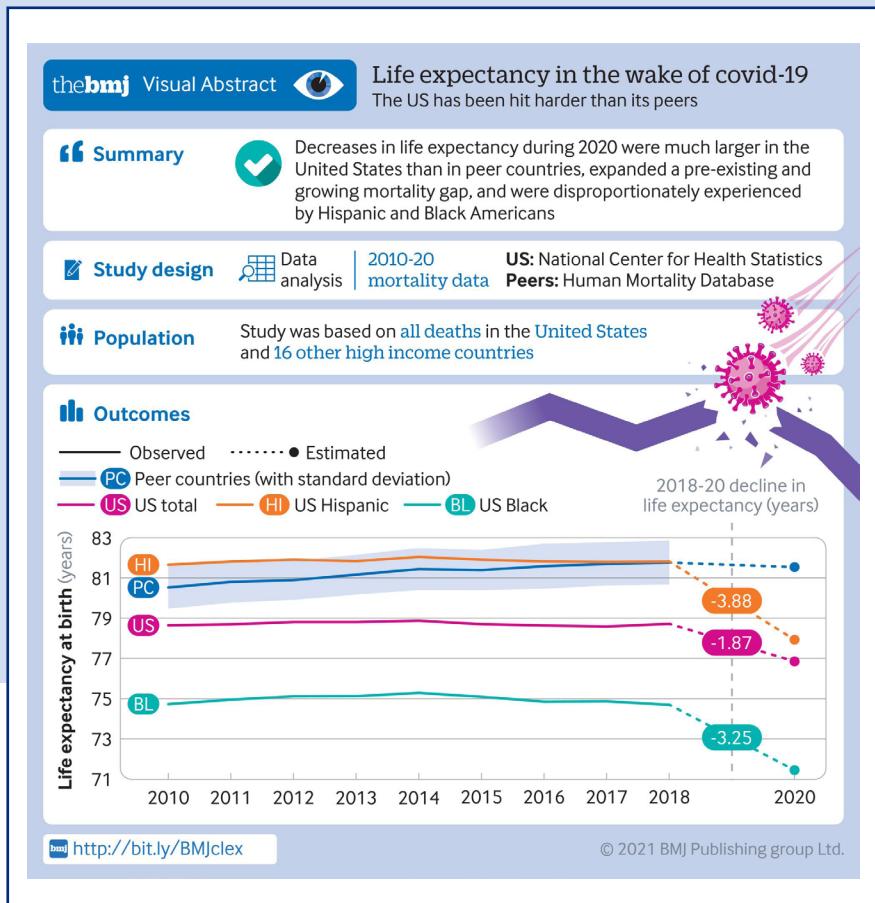 thebmj Visual Abstract
Life expectancy in the wake of covid-19
The US has been hit harder than its peers
Summary
Decreases in life expectancy during 2020 were much larger in the
United States than in peer countries, expanded a pre-existing and
growing mortality gap, and were disproportionately experienced
by Hispanic and Black Americans
Study design
Data
analysis
2010-20
mortality data
US: National Center for Health Statistics
Peers: Human Mortality Database
Population
Study was based on all deaths in the United States
and 16 other high income countries
Outcomes
Observed
Estimated
PC Peer countries (with standard deviation)
US US total
HI US Hispanic
BL US Black
2018-20 decline in
life expectancy (years)
Life expectancy at birth (years)
83
81
79
77
75
73
71
HI
PC
US
BL
-3.88
-1.87
-3.25
2010 2011 2012 2013 2014 2015 2016 2017 2018 2020
bmj http://bit.ly/BMJclex
© 2021 BMJ Publishing group Ltd.